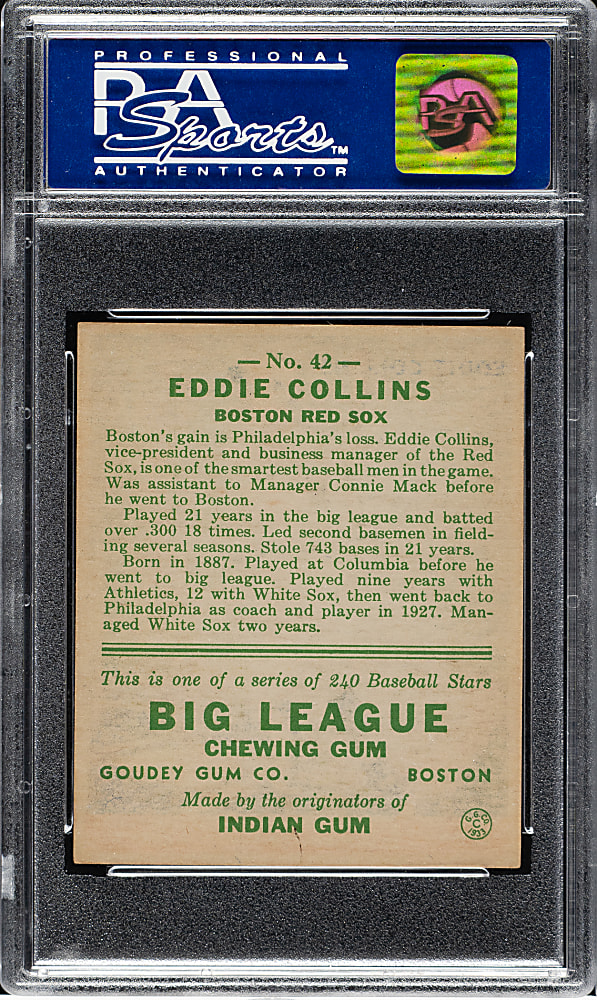 PROFESSIONAL
PSA
Sports™
AUTHENTICATOR
PSA
— No. 42 —
EDDIE COLLINS
BOSTON RED SOX
Boston's gain is Philadelphia's loss. Eddie Collins,
vice-president and business manager of the Red
Sox, is one of the smartest baseball men in the game.
Was assistant to Manager Connie Mack before
he went to Boston.
Played 21 years in the big league and batted
over .300 18 times. Led second basemen in field-
ing several seasons. Stole 743 bases in 21 years.
Born in 1887. Played at Columbia before he
went to big league. Played nine years with
Athletics, 12 with White Sox, then went back to
Philadelphia as coach and player in 1927. Man-
aged White Sox two years.
This is one of a series of 240 Baseball Stars
BIG LEAGUE
CHEWING GUM
GOUDEY GUM CO. BOSTON
Made by the originators of
INDIAN GUM
G. G. CO.
C
1933